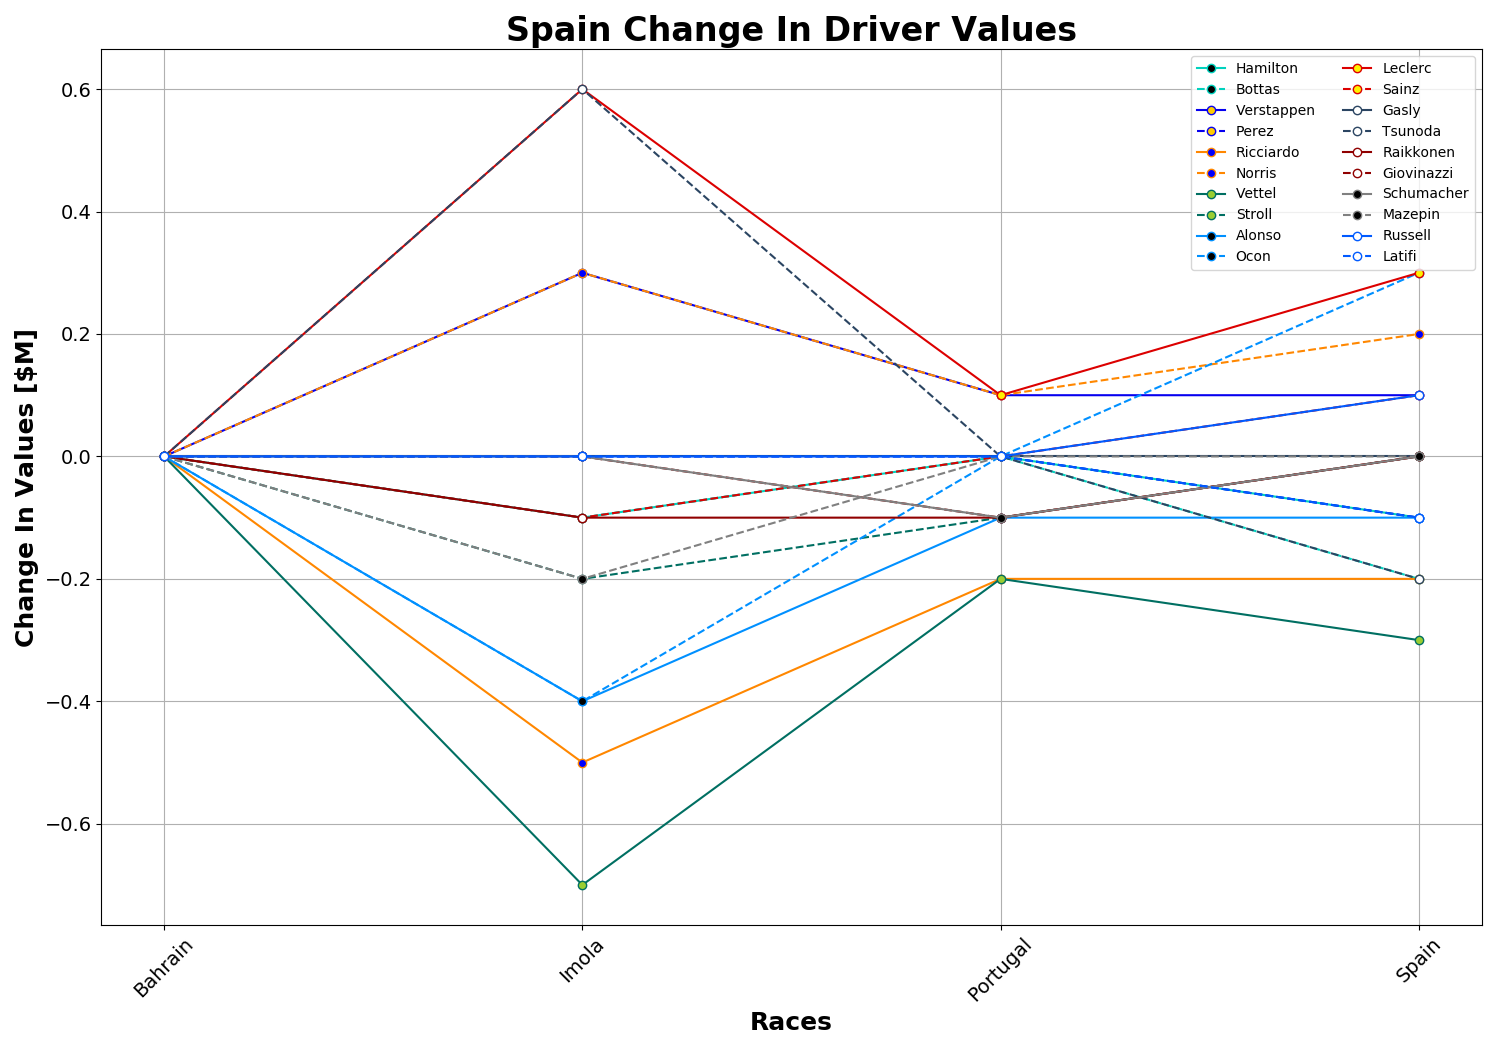 Spain Change In Driver Values
Hamilton
Bottas
Verstappen
Perez
Ricciardo
Norris
Vettel
Stroll
Alonso
Ocon
Leclerc
Sainz
Gasly
Tsunoda
Raikkonen
Giovinazzi
Schumacher
Mazepin
Russell
Latifi
Change In Values [$M]
0.6
0.4
0.2
0.0
−0.2
−0.4
−0.6
Bahrain
Imola
Portugal
Spain
Races